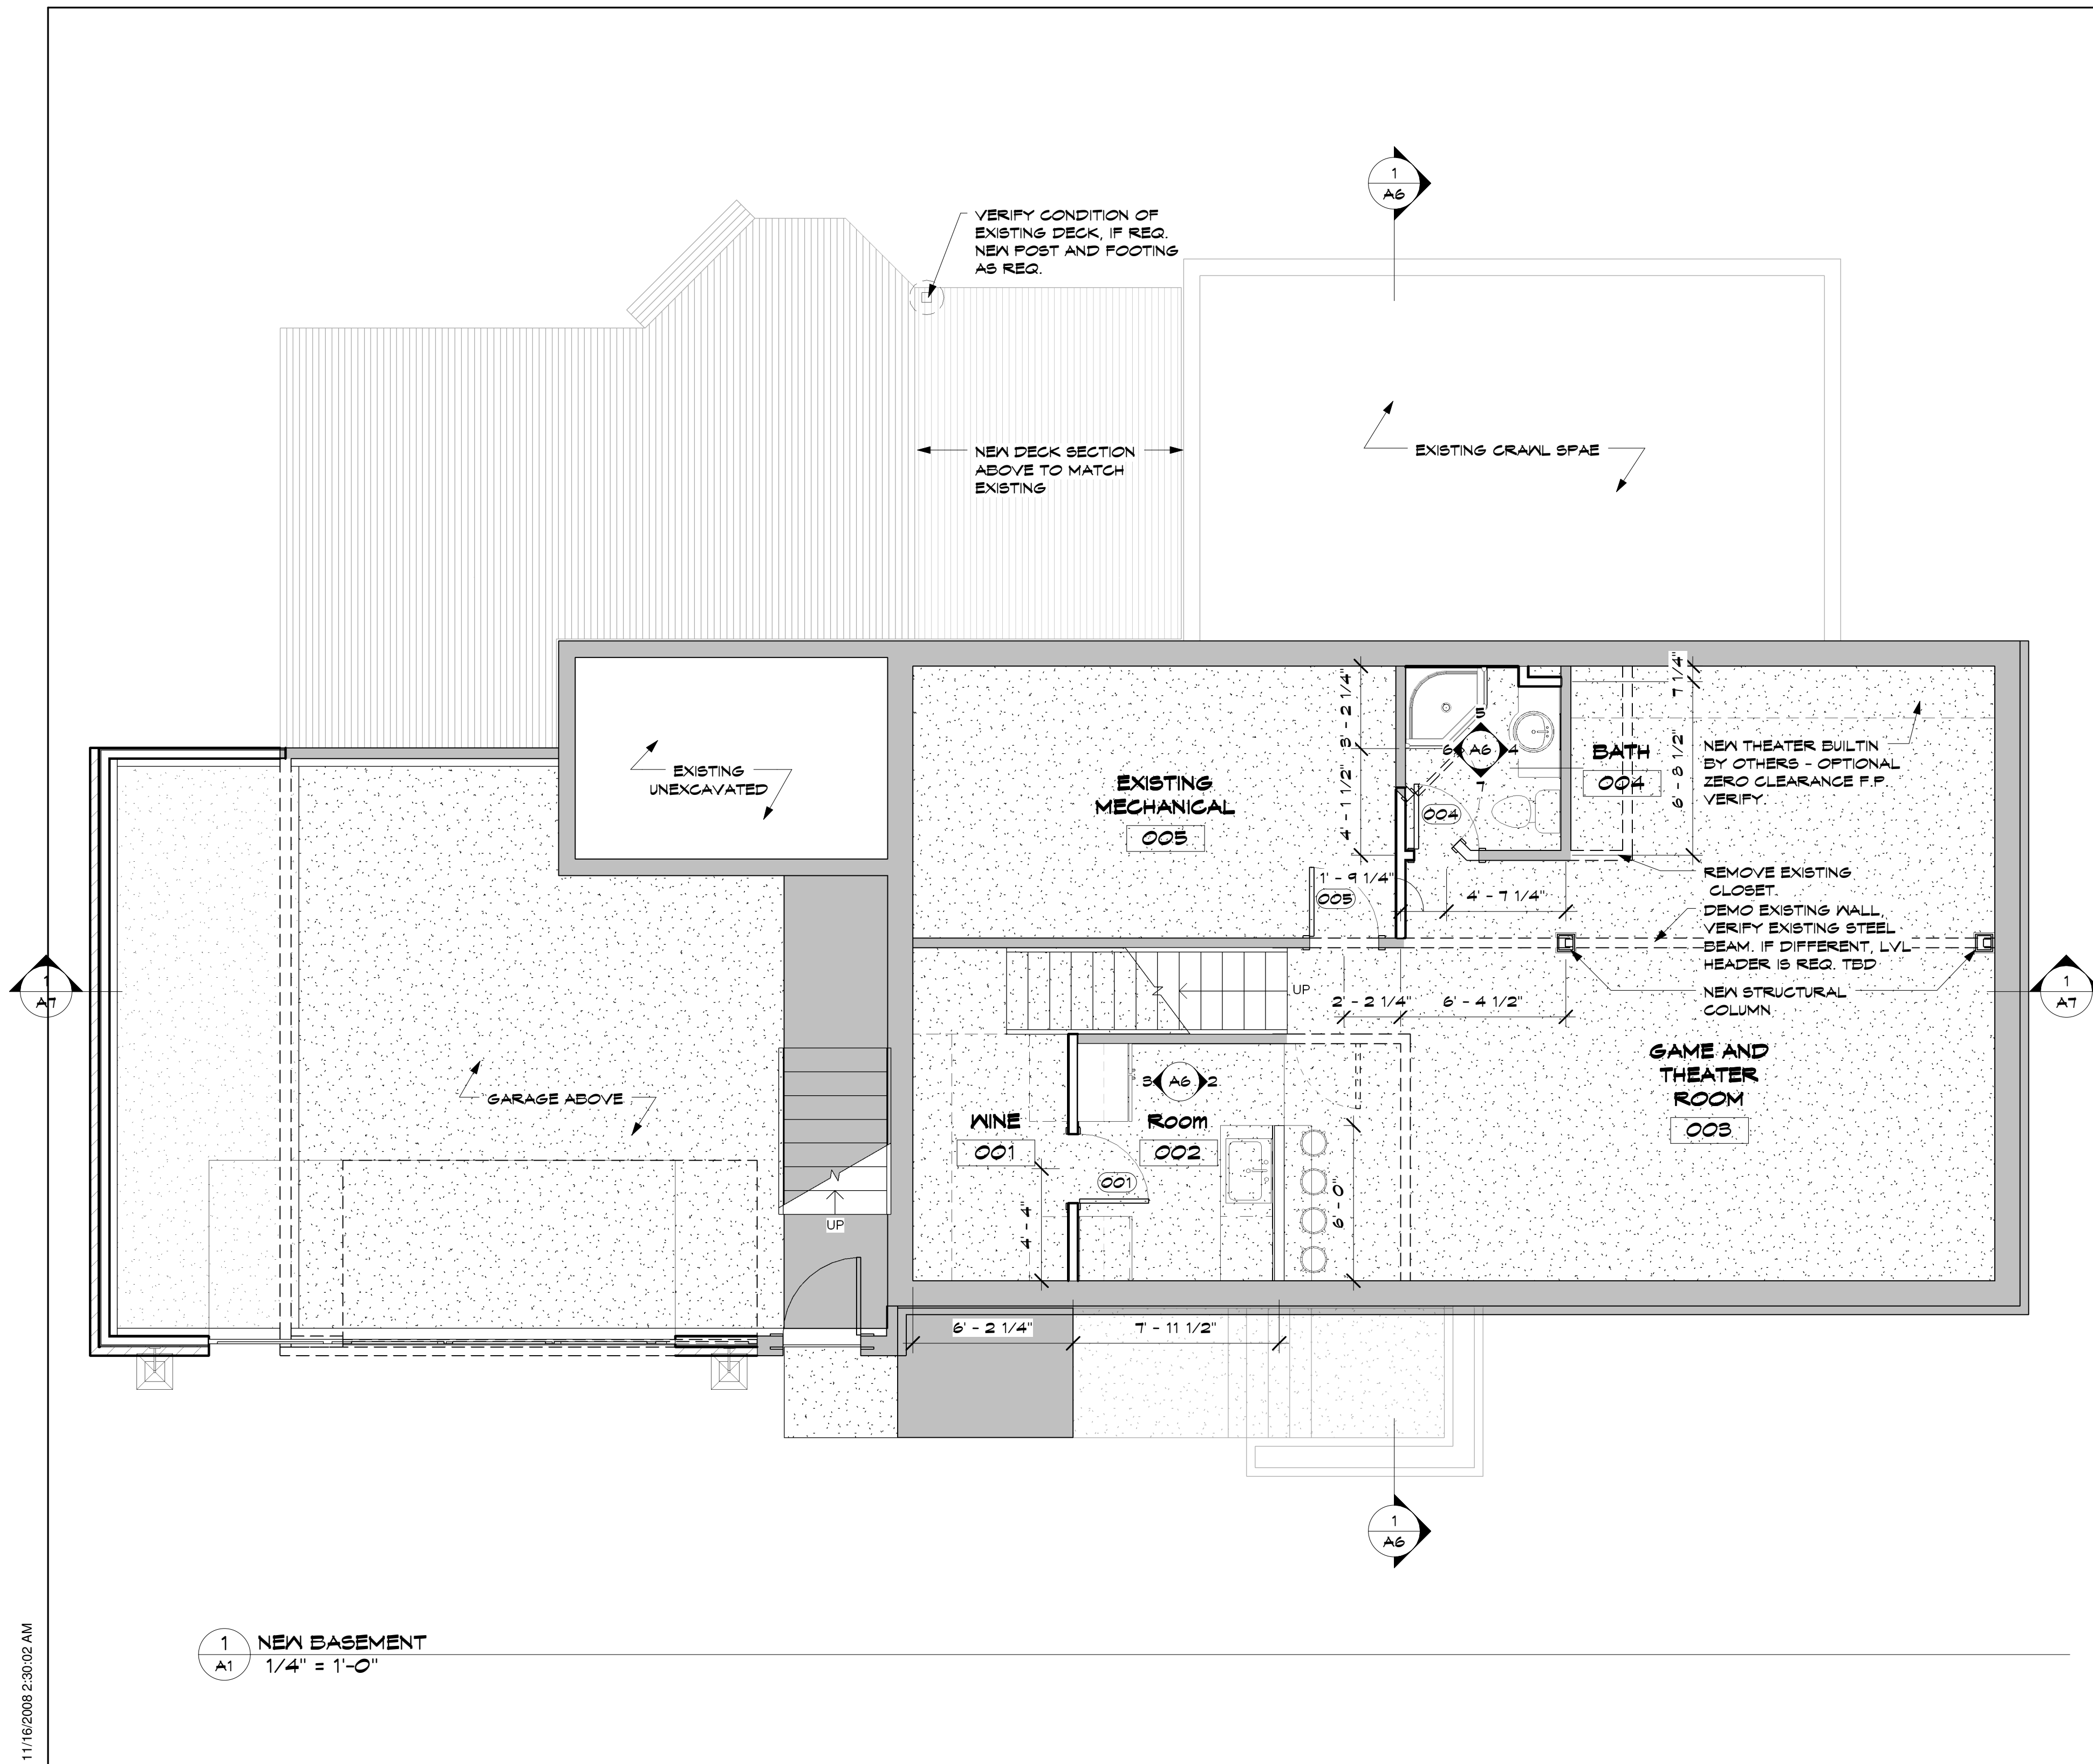 1
A6
VERIFY CONDITION OF
EXISTING DECK, IF REQ.
NEW POST AND FOOTING
AS REQ.
NEW DECK SECTION
ABOVE TO MATCH
EXISTING
EXISTING CRAWL SPAE
EXISTING
UNEXCAVATED
EXISTING
MECHANICAL
005
3' - 2 1/4"
4' - 1 1/2"
5
6 A6 4
7
004
BATH
004
7 1/4"
6' - 8 1/2"
NEW THEATER BUILTIN
BY OTHERS - OPTIONAL
ZERO CLEARANCE F.P.
VERIFY
1' - 9 1/4"
005
4' - 7 1/4"
REMOVE EXISTING
CLOSET.
DEMO EXISTING WALL,
VERIFY EXISTING STEEL
BEAM. IF DIFFERENT, LVL
HEADER IS REQ. TBD
NEW STRUCTURAL
COLUMN
1
A7
1
A7
UP
2' - 2 1/4"
6' - 4 1/2"
GAME AND
THEATER
ROOM
003
GARAGE ABOVE
3 A6 2
WINE
001
Room
002
001
4' - 4"
6' - 0"
UP
6' - 2 1/4"
7' - 11 1/2"
1
A6
1
A1
NEW BASEMENT
1/4" = 1'-0"
11/16/2008 2:30:02 AM